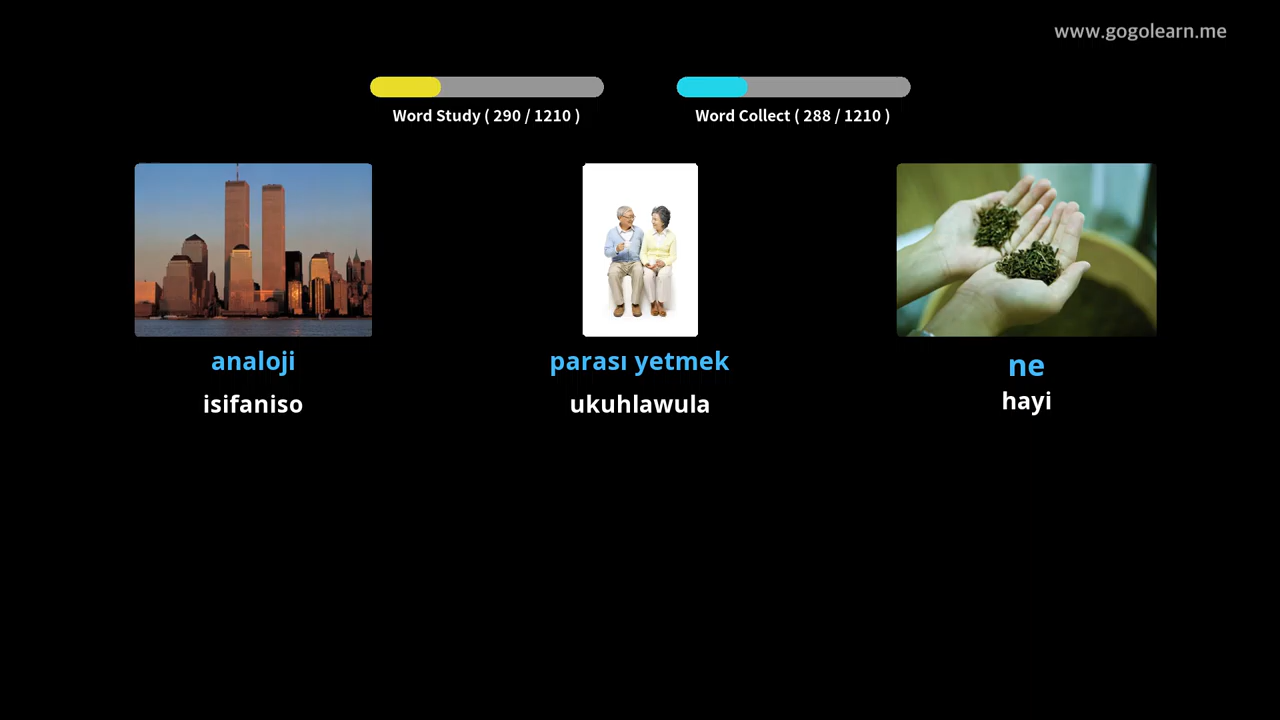 www.gogolearn.me
Word Study ( 290 / 1210 )
Word Collect ( 288 / 1210 )
analoji
isifaniso
parası yetmek
ukuhlawula
ne
hayi